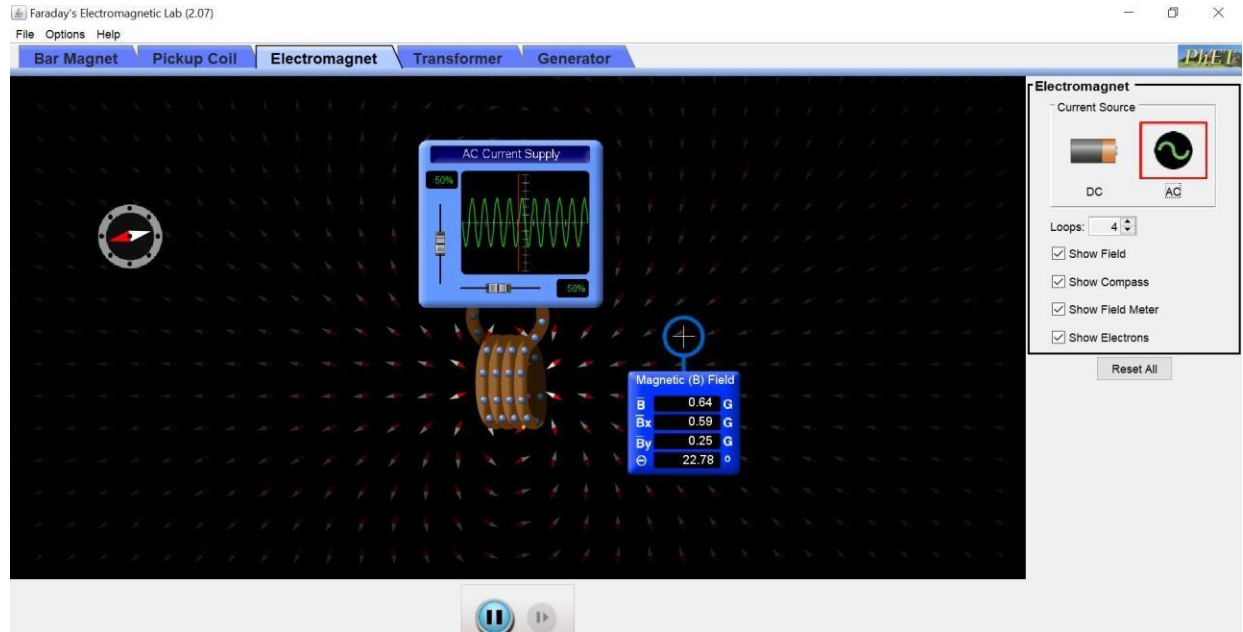 Faraday's Electromagnetic Lab (2.07)
File Options Help
Bar Magnet Pickup Coil Electromagnet Transformer Generator
PhET
Electromagnet
Current Source
DC AC
Loops: 4
Show Field
Show Compass
Show Field Meter
Show Electrons
Reset All
AC Current Supply
50%
50%
Magnetic (B) Field
B 0.64 G
Bx 0.59 G
By 0.25 G
Θ 22.78 °